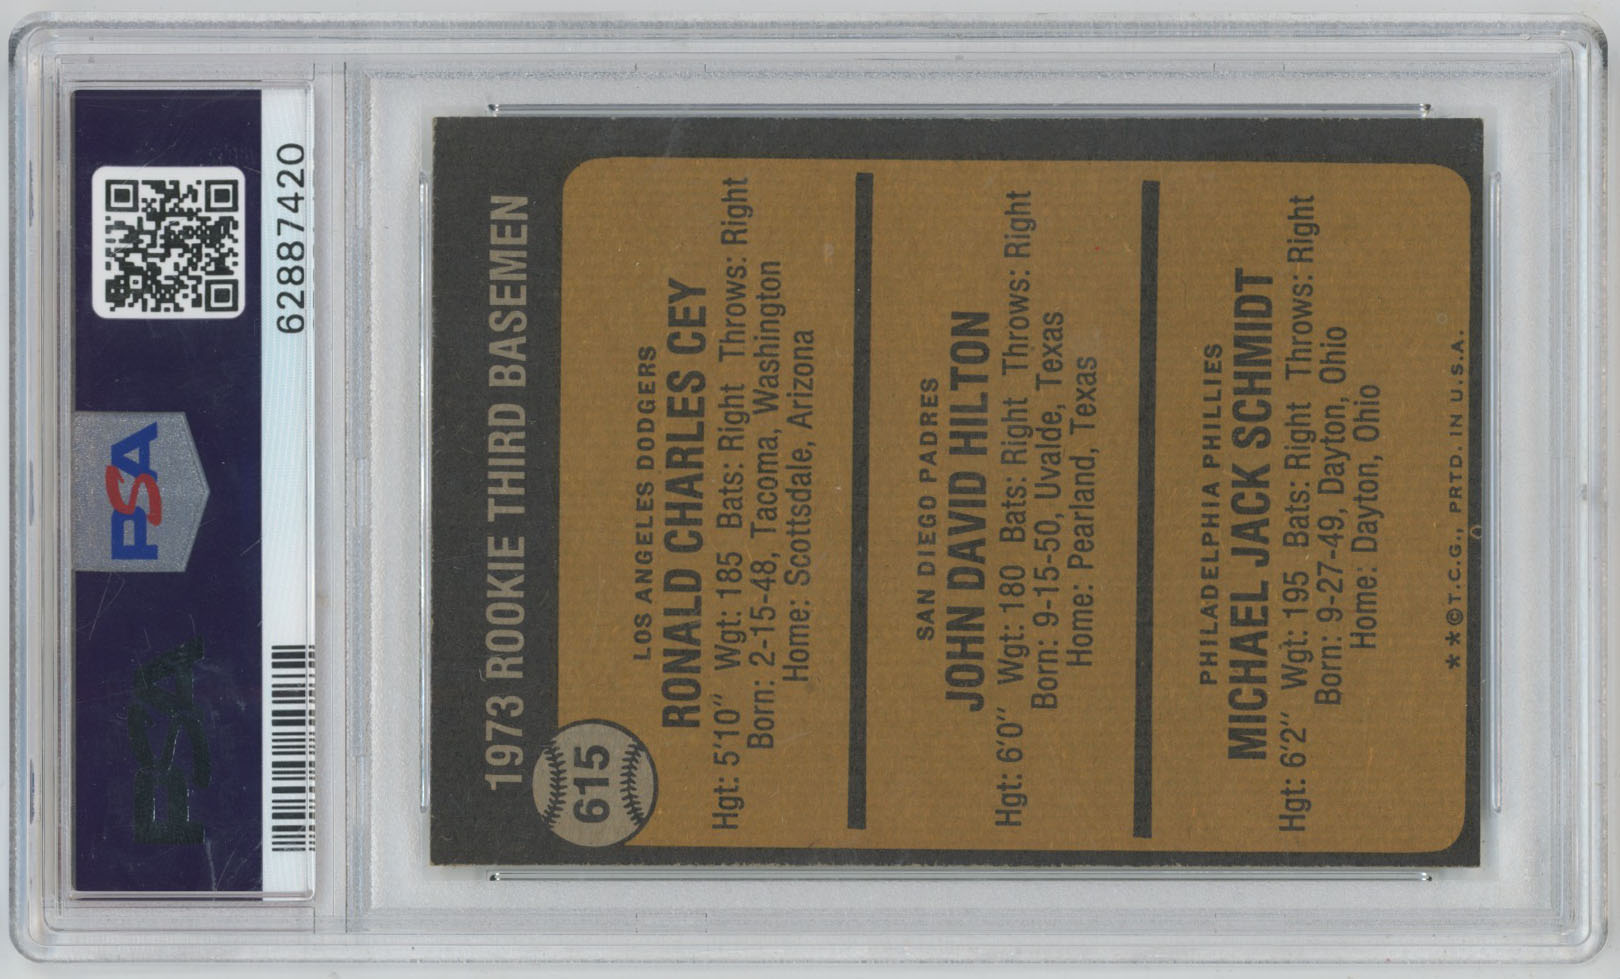 PSA
PSA
62887420
1973 ROOKIE THIRD BASEMEN
615
LOS ANGELES DODGERS
RONALD CHARLES CEY
Hgt: 5'10" Wgt: 185 Bats: Right Throws: Right
Born: 2-15-48, Tacoma, Washington
Home: Scottsdale, Arizona
SAN DIEGO PADRES
JOHN DAVID HILTON
Hgt: 6'0" Wgt: 180 Bats: Right Throws: Right
Born: 9-15-50, Uvalde, Texas
Home: Pearland, Texas
PHILADELPHIA PHILLIES
MICHAEL JACK SCHMIDT
Hgt: 6'2" Wgt: 195 Bats: Right Throws: Right
Born: 9-27-49, Dayton, Ohio
Home: Dayton, Ohio
**©T.C.G., PRTD. IN U.S.A.